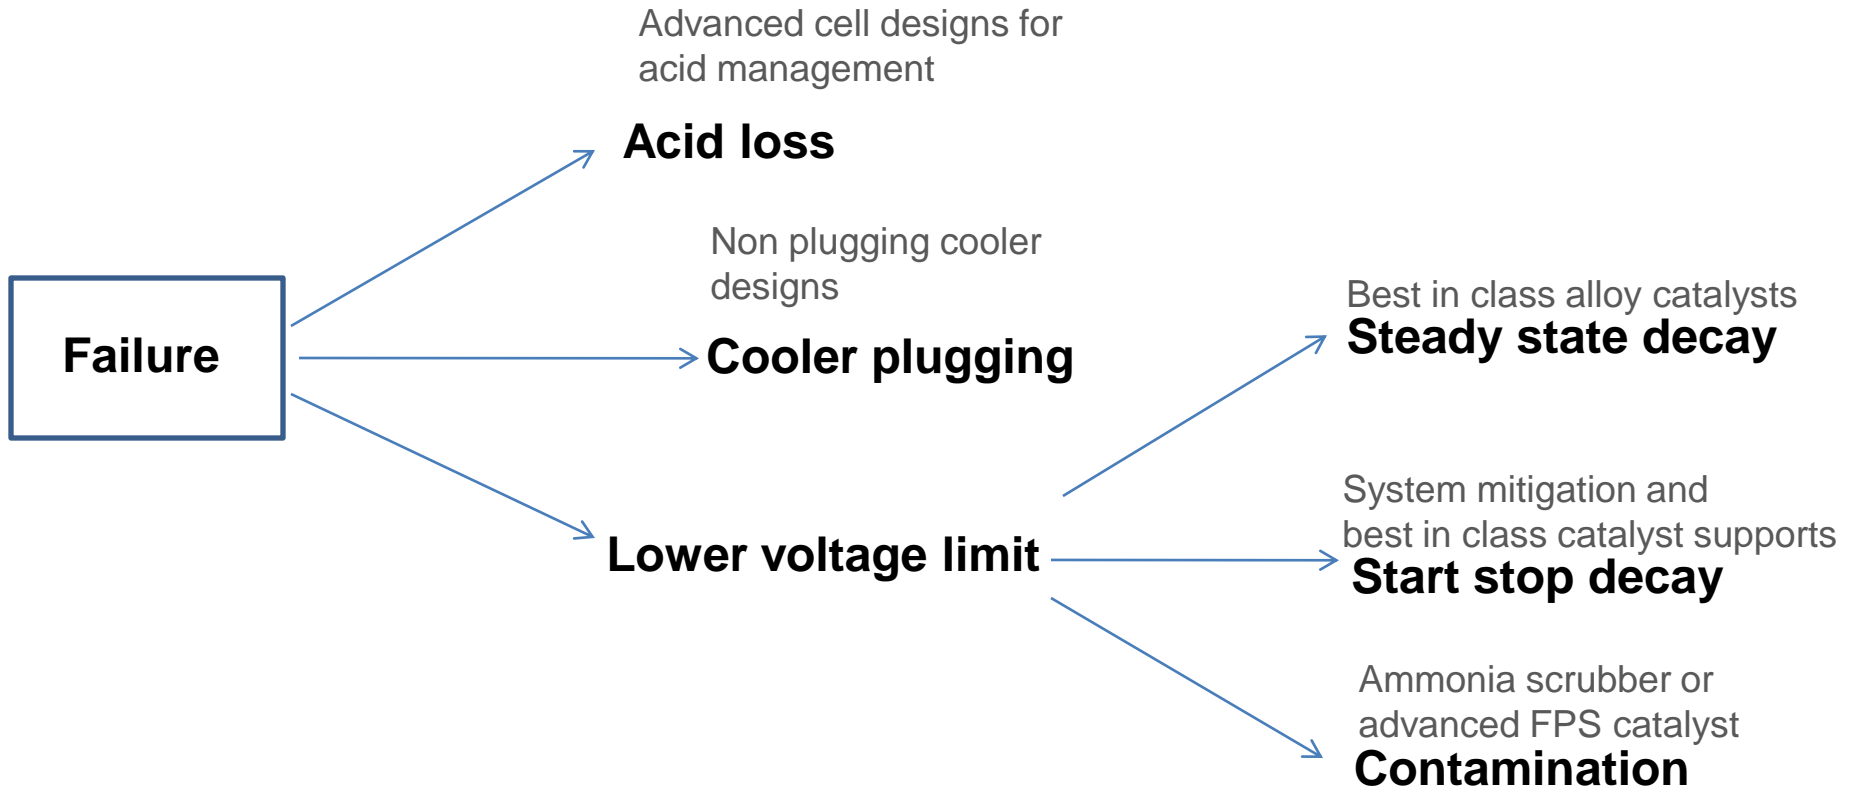 Advanced cell designs for
acid management
Acid loss
Non plugging cooler
designs
Failure
Cooler plugging
Best in class alloy catalysts
Steady state decay
Lower voltage limit
System mitigation and
best in class catalyst supports
Start stop decay
Ammonia scrubber or
advanced FPS catalyst
Contamination